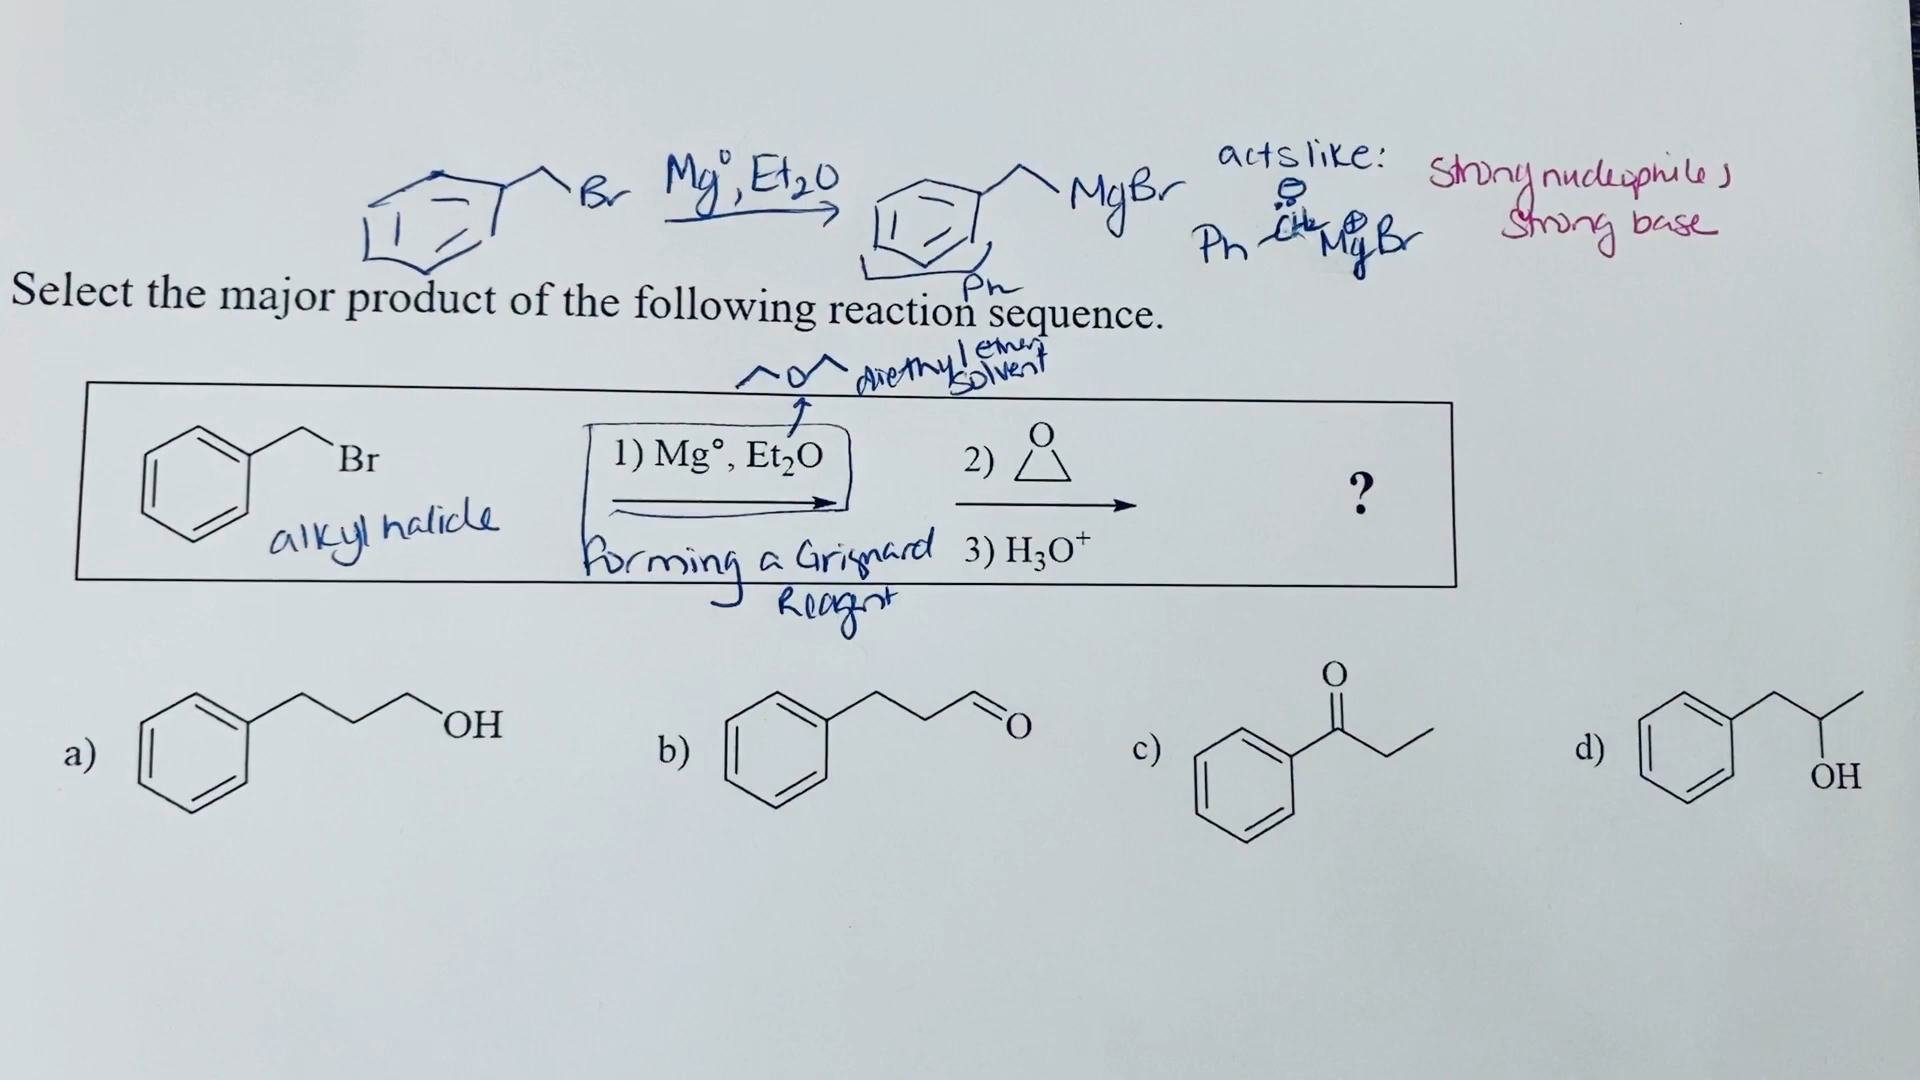 Br Mg°, Et₂O MgBr acts like: Strong nucleophile,
Ph CH₂ MgBr Strong base
Ph
Select the major product of the following reaction sequence.
O diethyl ether
solvent
Br 1) Mg°, Et₂O 2) O ?
alkyl halide Forming a Grignard 3) H₃O⁺
Reagent
a) OH b) O c) O d) OH